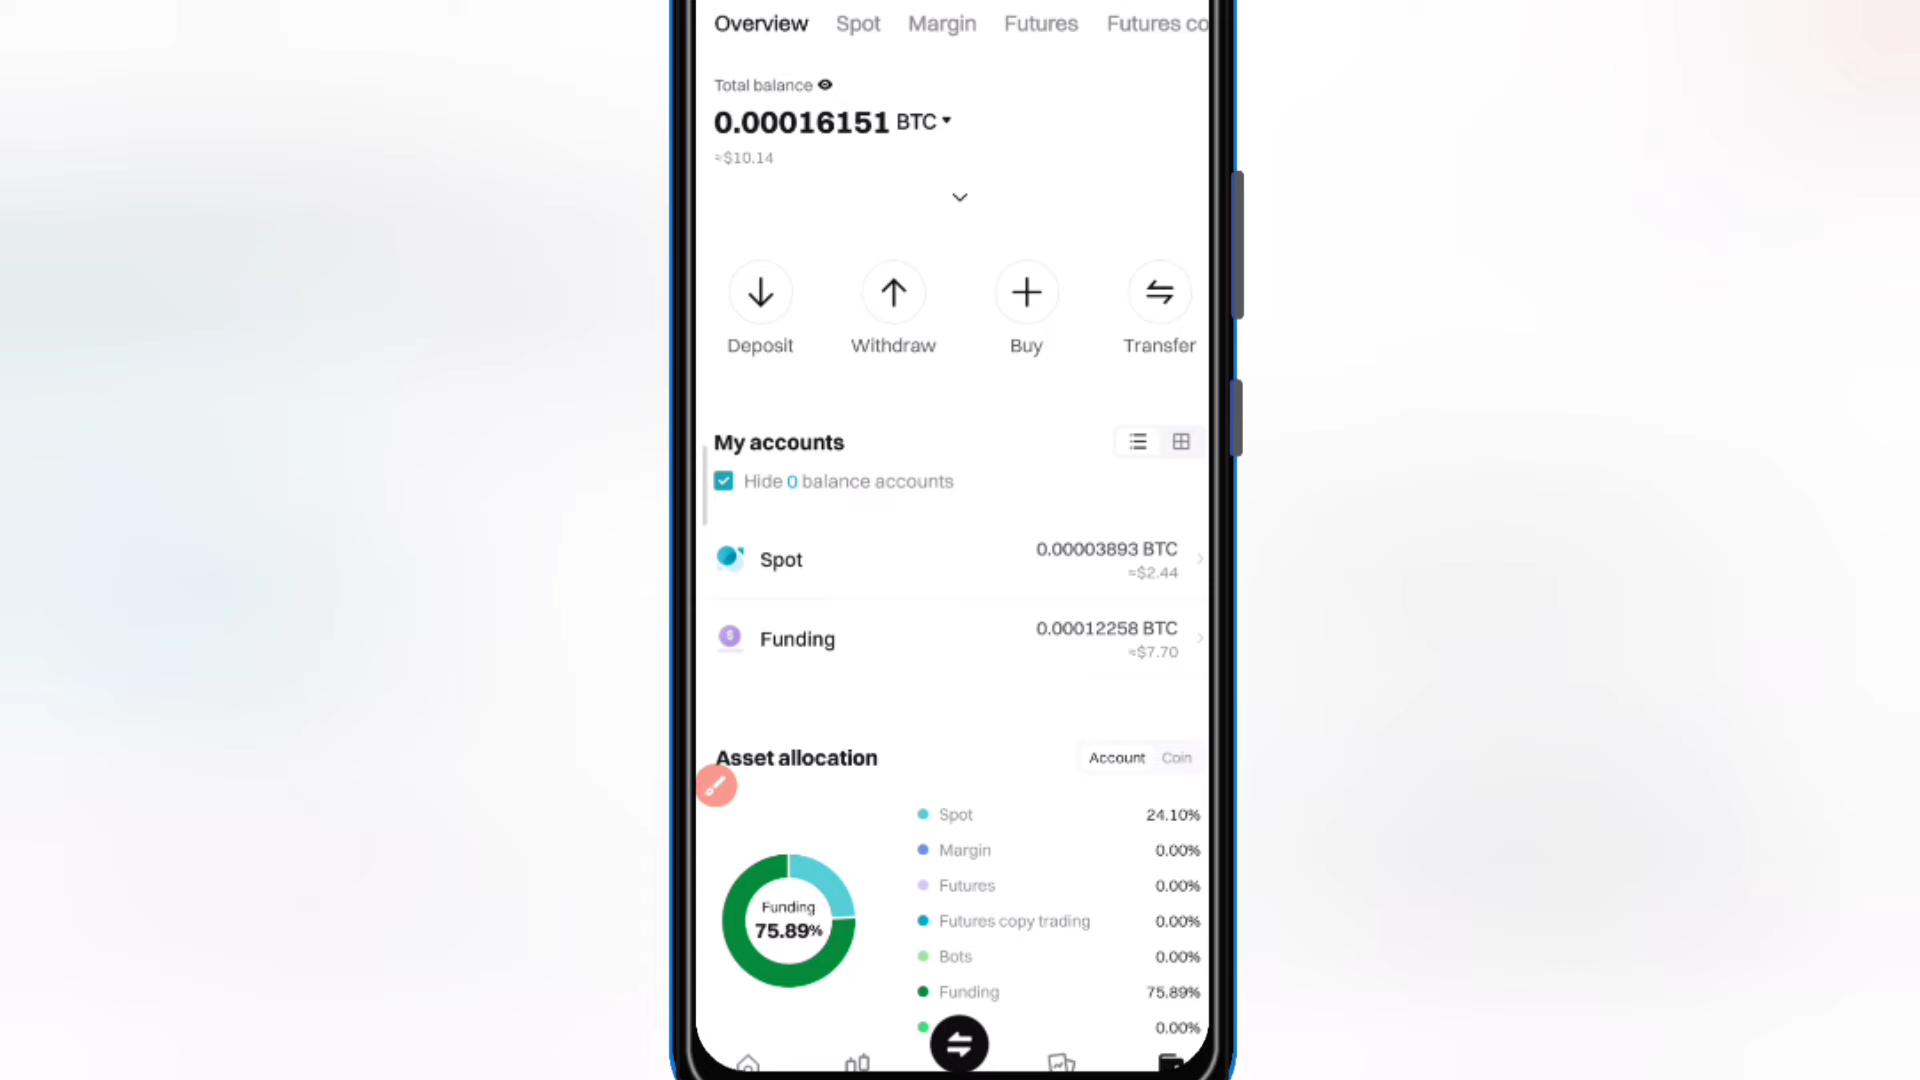 Overview Spot Margin Futures Futures co
Total balance
0.00016151 BTC
≈$10.14
Deposit Withdraw Buy Transfer
My accounts
Hide 0 balance accounts
Spot 0.00003893 BTC
≈$2.44
Funding 0.00012258 BTC
≈$7.70
Asset allocation Account Coin
Spot 24.10%
Margin 0.00%
Futures 0.00%
Futures copy trading 0.00%
Bots 0.00%
Funding 75.89%
0.00%
Funding
75.89%